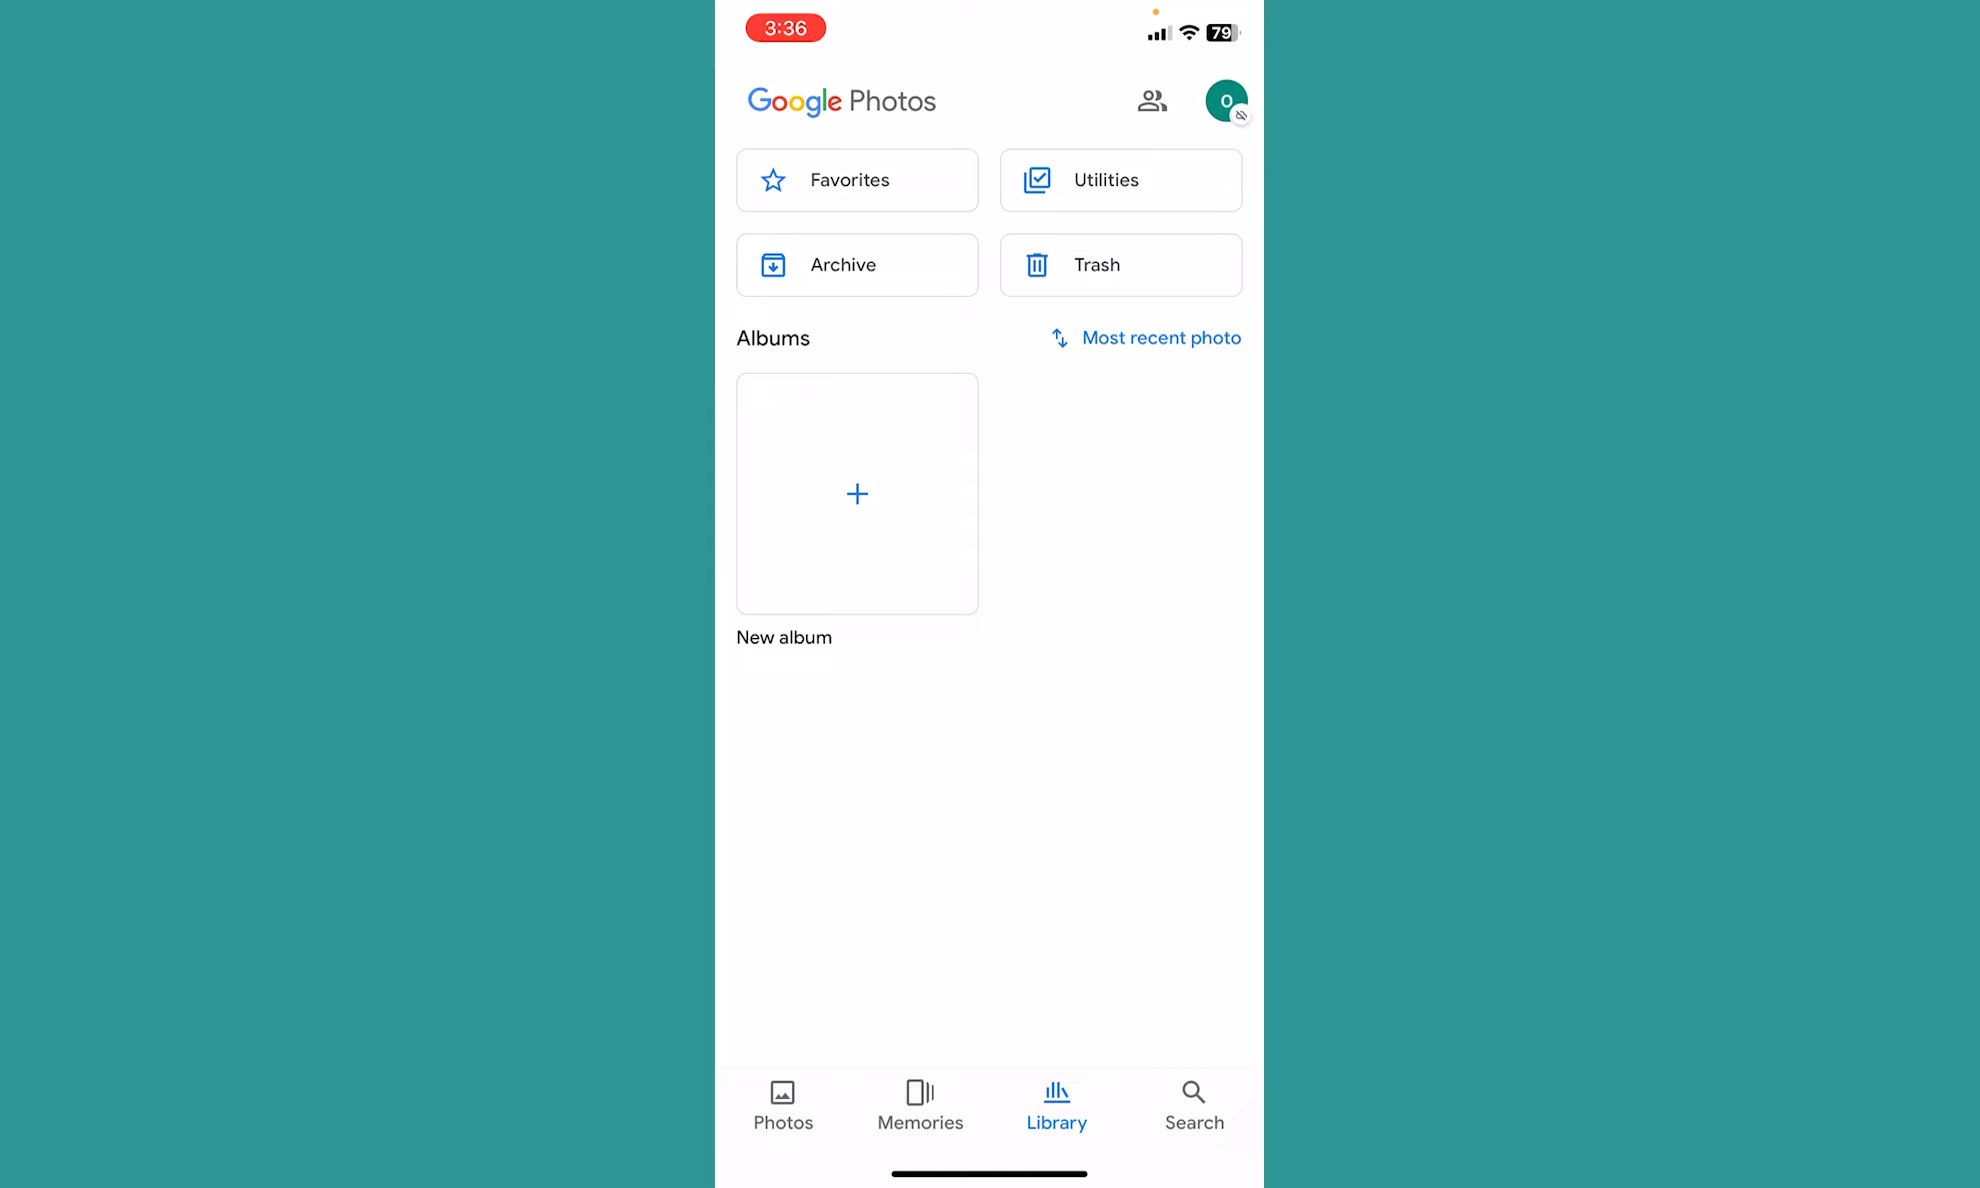 3:36
79
Google Photos
O
Favorites
Utilities
Archive
Trash
Albums
Most recent photo
New album
Photos
Memories
Library
Search